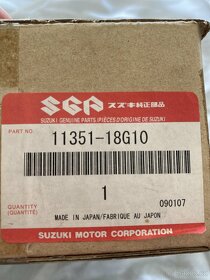 SGP スズキ純正部品
SUZUKI GENUINE PARTS (PIÈCES D'ORIGINE DE SUZUKI)
PART NO.
11351-18G10
QUANTITY
(QUANTITÉ)
1
090107
MADE IN JAPAN/FABRIQUÉ AU JAPON
SUZUKI MOTOR CORPORATION